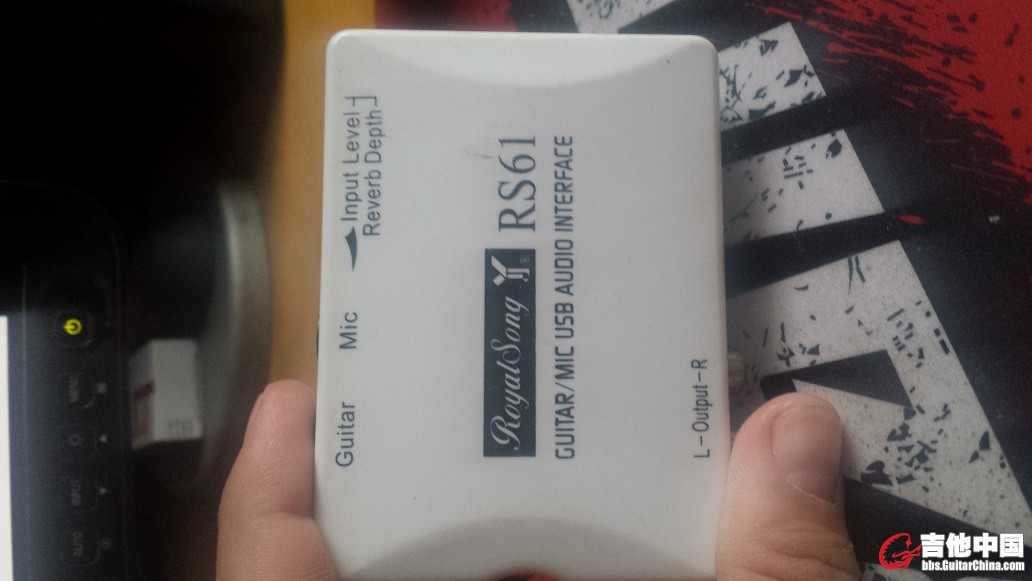 Guitar Mic Input Level
Reverb Depth
RoyalSong ® RS61
GUITAR/MIC USB AUDIO INTERFACE
L-Output-R
MENU
INPUT
AUTO
吉他中国
bbs.GuitarChina.com